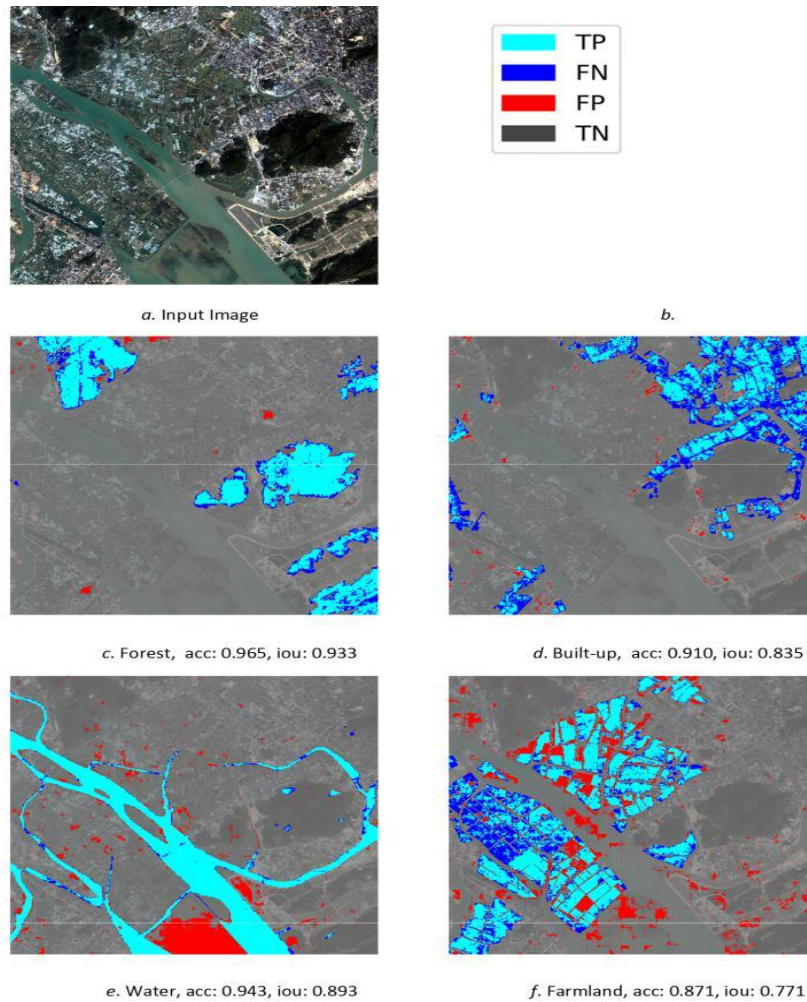 TP
FN
FP
TN
a. Input Image
b.
c. Forest, acc: 0.965, iou: 0.933
d. Built-up, acc: 0.910, iou: 0.835
e. Water, acc: 0.943, iou: 0.893
f. Farmland, acc: 0.871, iou: 0.771